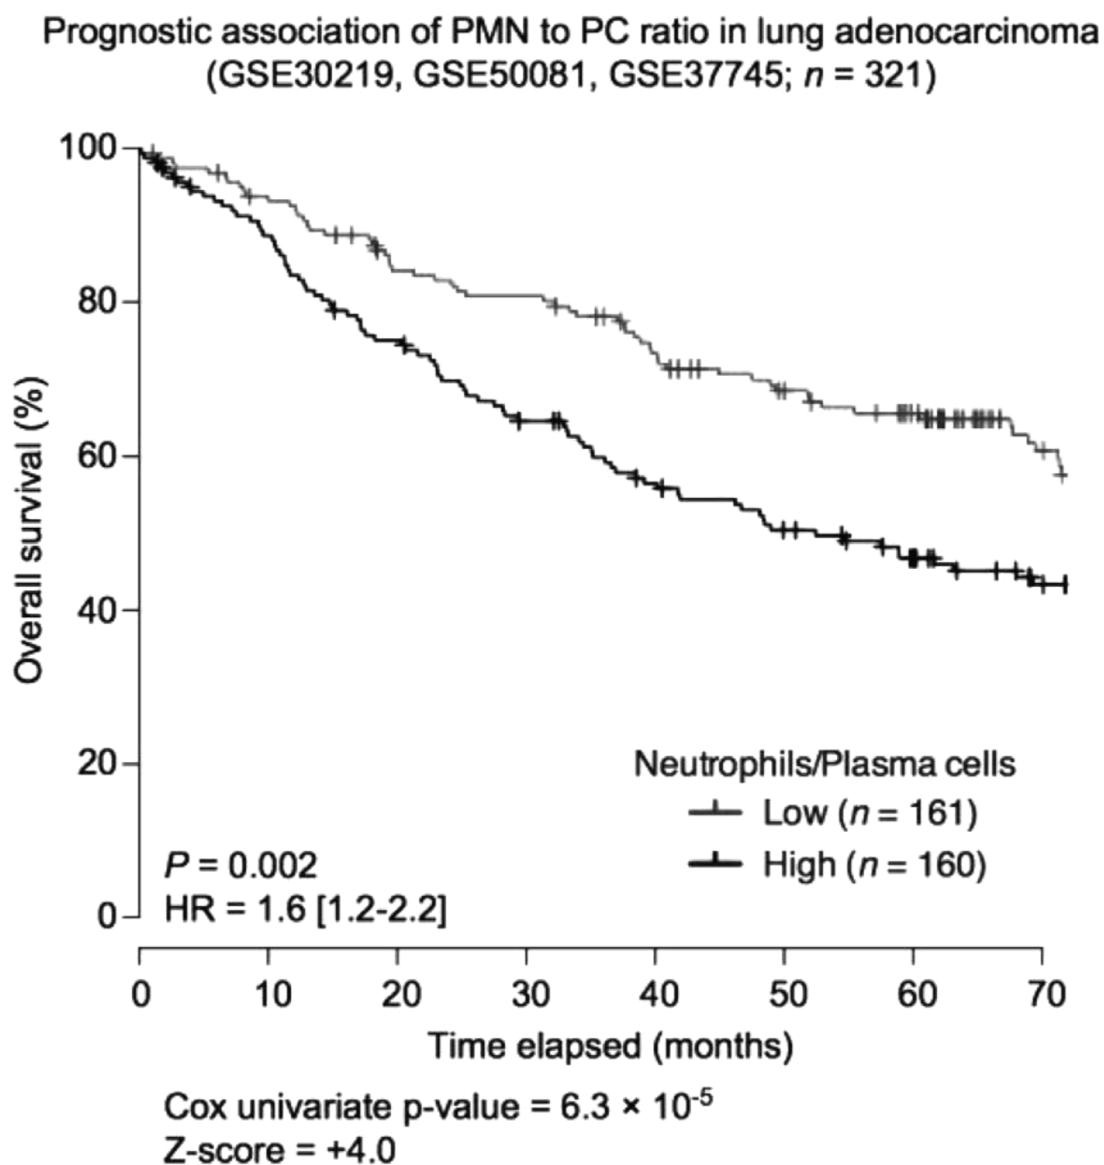 Prognostic association of PMN to PC ratio in lung adenocarcinoma
(GSE30219, GSE50081, GSE37745; n = 321)
Overall survival (%)
100
80
60
40
20
0
Neutrophils/Plasma cells
Low (n = 161)
High (n = 160)
P = 0.002
HR = 1.6 [1.2-2.2]
0 10 20 30 40 50 60 70
Time elapsed (months)
Cox univariate p-value = 6.3 × 10⁻⁵
Z-score = +4.0